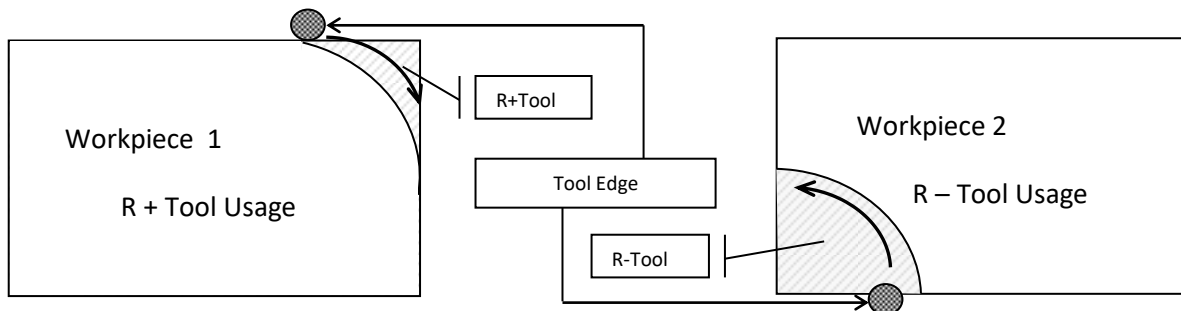 R+Tool
Workpiece  1
R + Tool Usage
Tool Edge
Workpiece 2
R – Tool Usage
R-Tool